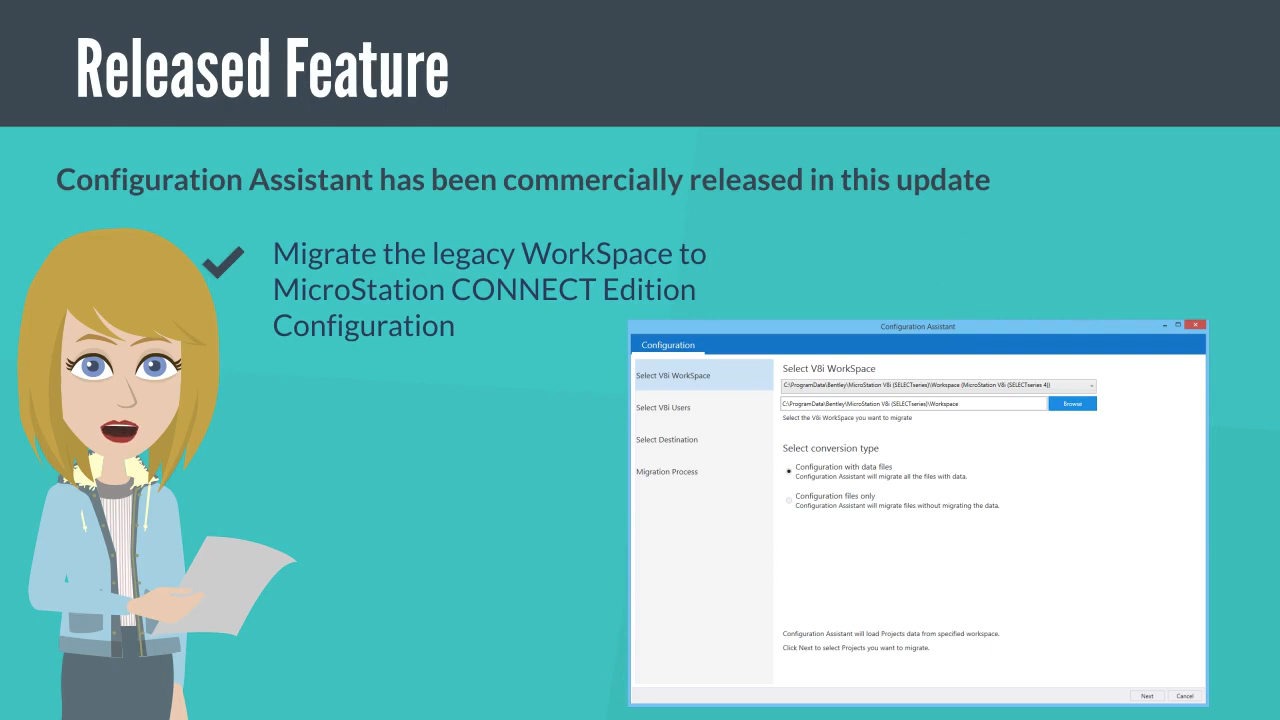 Released Feature
Configuration Assistant has been commercially released in this update
Migrate the legacy WorkSpace to
MicroStation CONNECT Edition
Configuration
Configuration Assistant
Configuration
Select V8i WorkSpace
Select V8i Users
Select Destination
Migration Process
Select V8i WorkSpace
C:\ProgramData\Bentley\MicroStation V8i (SELECTseries)\Workspace (MicroStation V8i (SELECTseries 4))
C:\ProgramData\Bentley\MicroStation V8i (SELECTseries)\Workspace
Browse
Select the V8i WorkSpace you want to migrate
Select conversion type
Configuration with data files
Configuration Assistant will migrate all the files with data.
Configuration files only
Configuration Assistant will migrate files without migrating the data.
Configuration Assistant will load Projects data from specified workspace.
Click Next to select Projects you want to migrate.
Next
Cancel